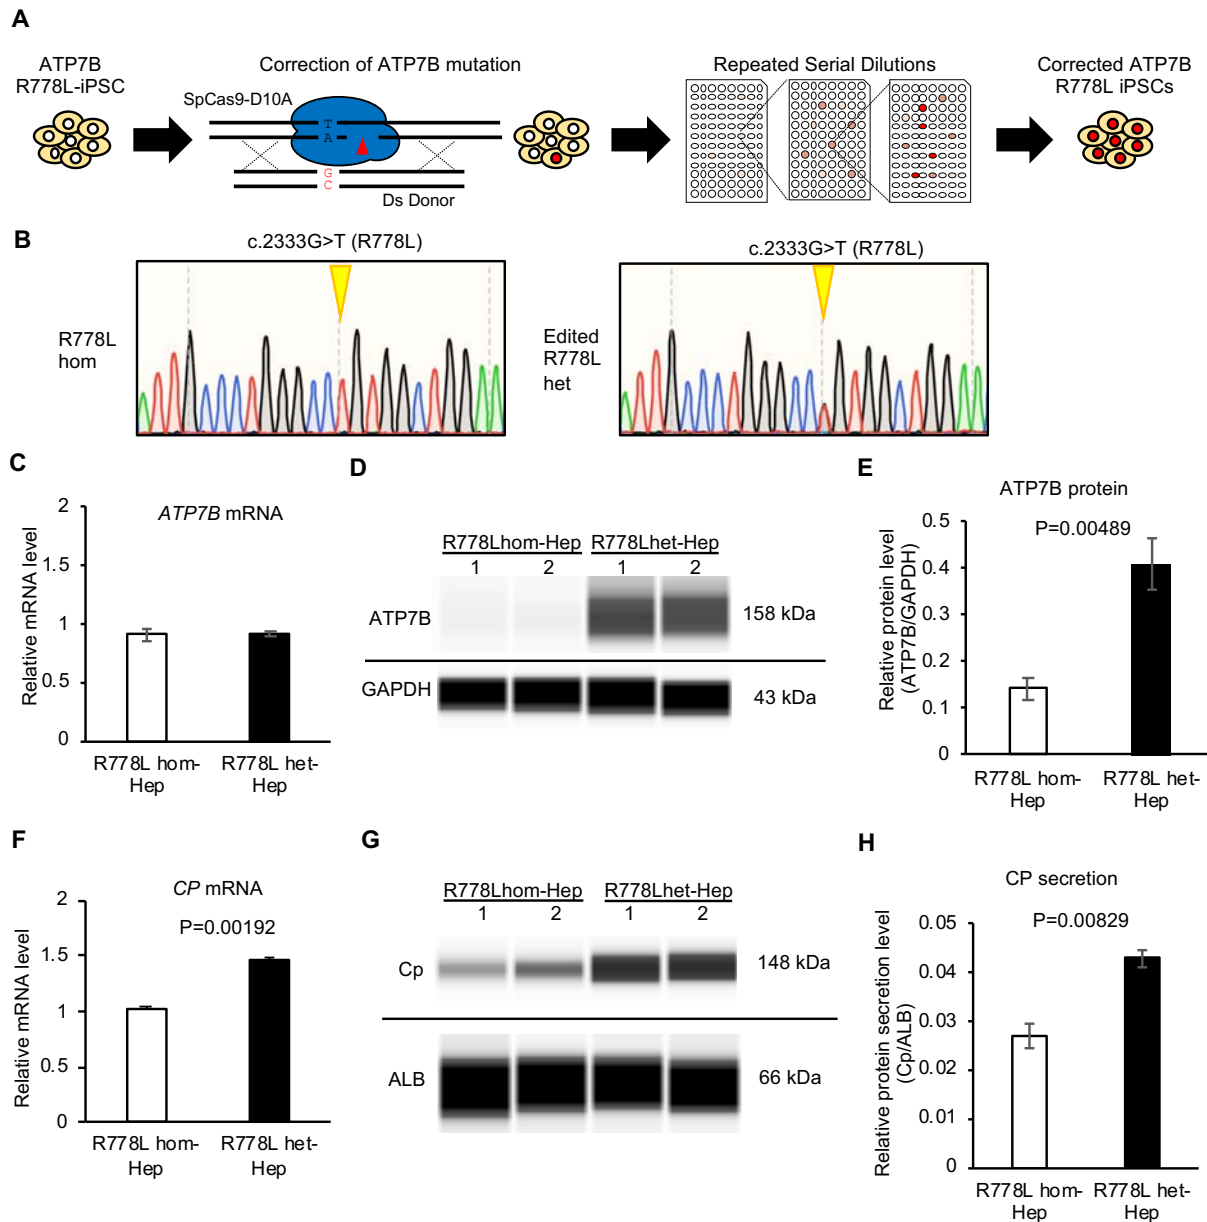 A
ATP7B
R778L-iPSC
Correction of ATP7B mutation
Repeated Serial Dilutions
Corrected ATP7B
R778L iPSCs
SpCas9-D10A
T
A
G
C
Ds Donor
B
c.2333G>T (R778L)
c.2333G>T (R778L)
R778L
hom
Edited
R778L
het
C
ATP7B mRNA
Relative mRNA level
2
1.5
1
0.5
0
R778L hom-
Hep
R778L het-
Hep
D
R778Lhom-Hep
R778Lhet-Hep
1
2
1
2
ATP7B
158 kDa
GAPDH
43 kDa
E
ATP7B protein
P=0.00489
Relative protein level
(ATP7B/GAPDH)
0.5
0.4
0.3
0.2
0.1
0
R778L hom-
Hep
R778L het-
Hep
F
CP mRNA
P=0.00192
Relative mRNA level
2
1.5
1
0.5
0
R778L hom-
Hep
R778L het-
Hep
G
R778Lhom-Hep
R778Lhet-Hep
1
2
1
2
Cp
148 kDa
ALB
66 kDa
H
CP secretion
P=0.00829
Relative protein secretion level
(Cp/ALB)
0.05
0.04
0.03
0.02
0.01
0
R778L hom-
Hep
R778L het-
Hep